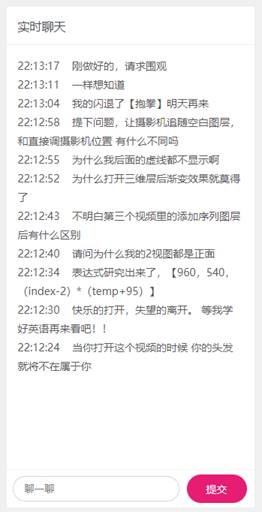 实时聊天
22:13:17 刚做好的，请求围观
22:13:11 一样想知道
22:13:04 我的闪退了【抱拳】明天再来
22:12:58 提下问题，让摄影机追随空白图层，
和直接调摄影机位置 有什么不同吗
22:12:55 为什么我后面的虚线都不显示啊
22:12:52 为什么打开三维层后渐变效果就莫得
了
22:12:43 不明白第三个视频里的添加序列图层
后有什么区别
22:12:40 请问为什么我的2视图都是正面
22:12:34 表达式研究出来了，【960，540，
（index-2）*（temp+95）】
22:12:30 快乐的打开，失望的离开。 等我学
好英语再来看吧！！
22:12:24 当你打开这个视频的时候 你的头发
就将不在属于你
聊一聊
提交